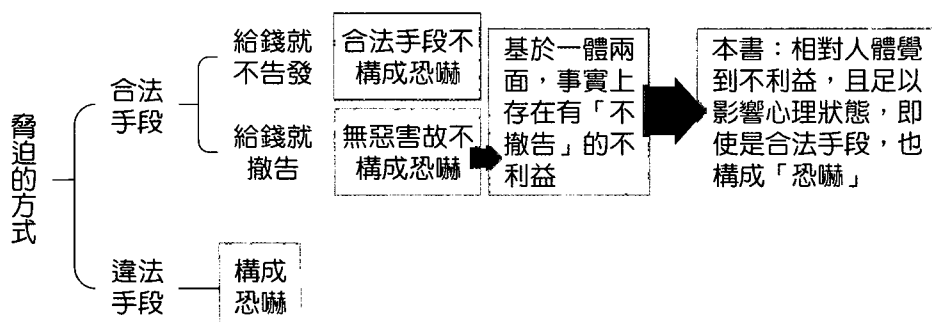 脅迫的方式
合法
手段
給錢就
不告發
合法手段不
構成恐嚇
給錢就
撤告
無惡害故不
構成恐嚇
基於一體兩
面，事實上
存在有「不
撤告」的不
利益
本書：相對人體覺
到不利益，且足以
影響心理狀態，即
使是合法手段，也
構成「恐嚇」
違法
手段
構成
恐嚇